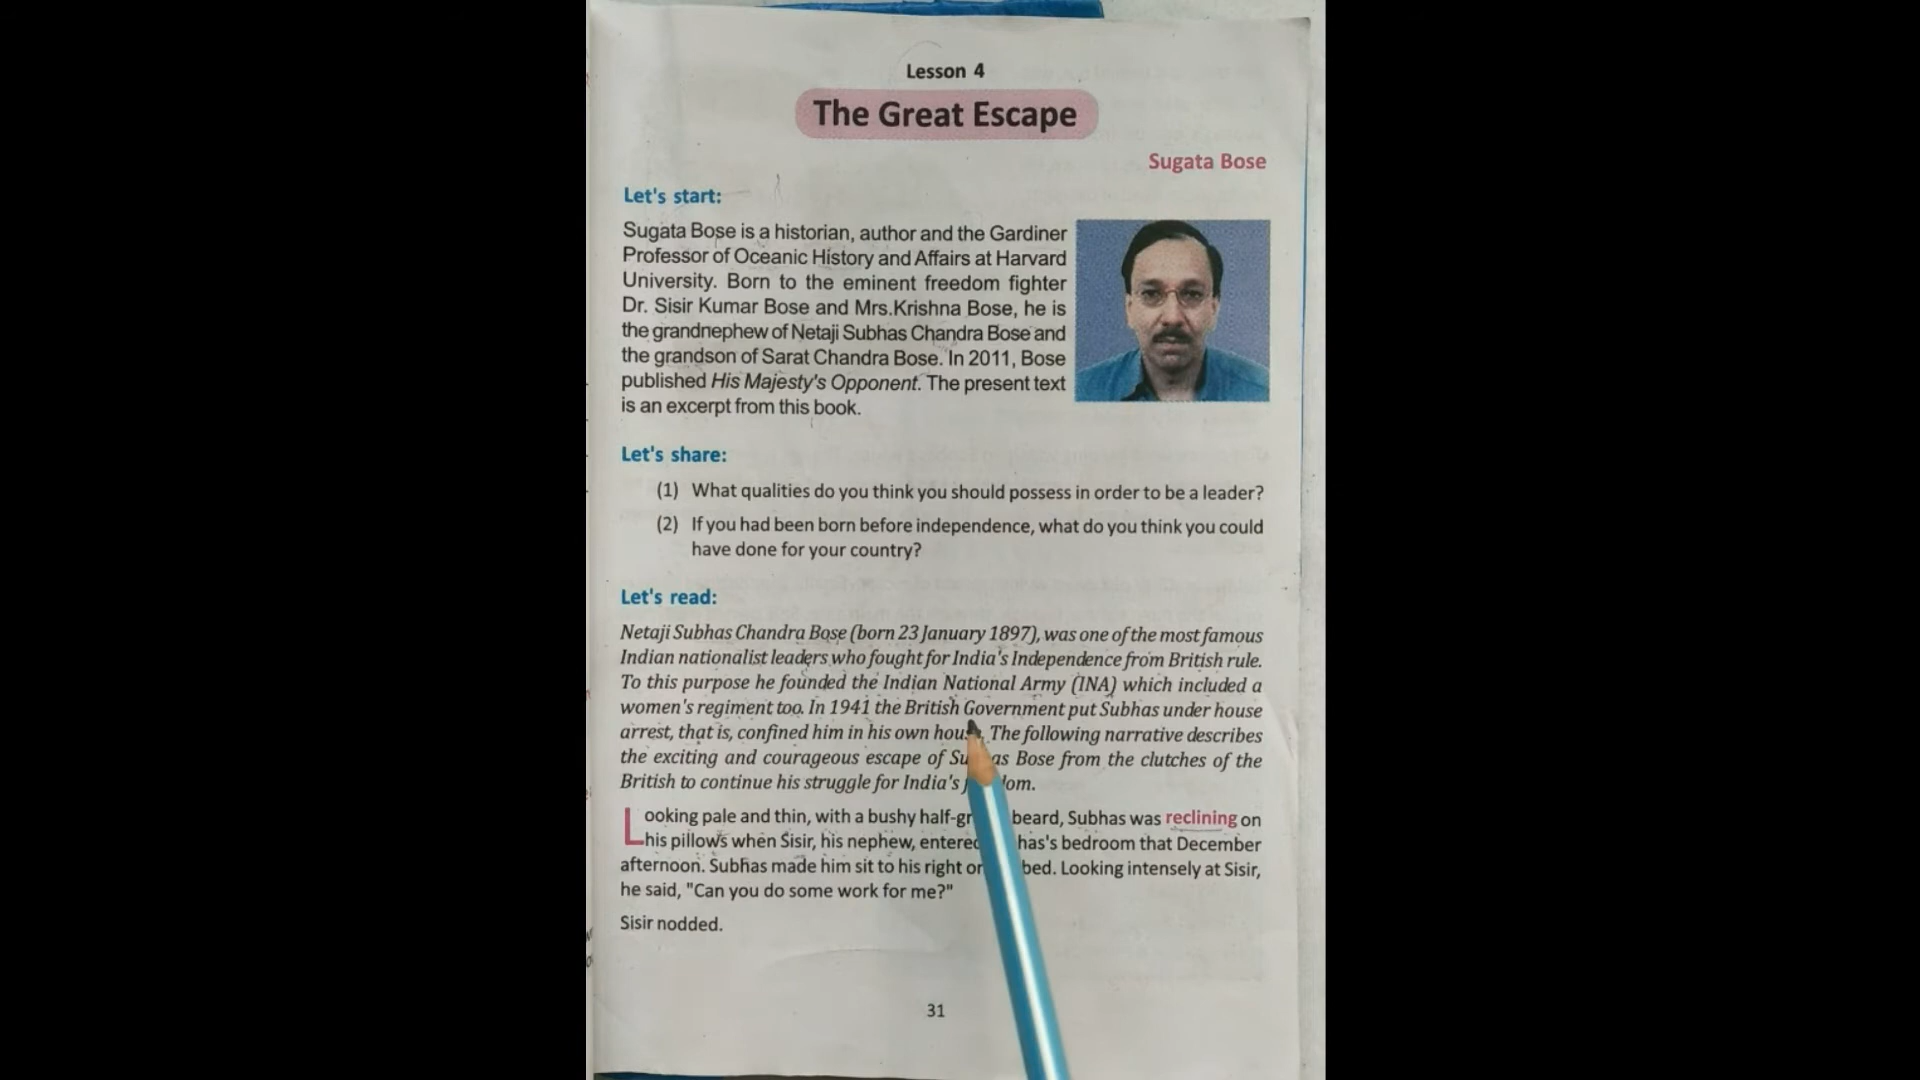 Lesson 4
The Great Escape
Sugata Bose
Let's start:
Sugata Bose is a historian, author and the Gardiner
Professor of Oceanic History and Affairs at Harvard
University. Born to the eminent freedom fighter
Dr. Sisir Kumar Bose and Mrs.Krishna Bose, he is
the grandnephew of Netaji Subhas Chandra Bose and
the grandson of Sarat Chandra Bose. In 2011, Bose
published His Majesty's Opponent. The present text
is an excerpt from this book.
Let's share:
(1) What qualities do you think you should possess in order to be a leader?
(2) If you had been born before independence, what do you think you could
have done for your country?
Let's read:
Netaji Subhas Chandra Bose (born 23 January 1897), was one of the most famous
Indian nationalist leaders who fought for India's Independence from British rule.
To this purpose he founded the Indian National Army (INA) which included a
women's regiment too. In 1941 the British Government put Subhas under house
arrest, that is, confined him in his own The following narrative describes
the exciting and courageous escape of Bose from the clutches of the
British to continue his struggle for India's
Looking pale and thin, with a bushy beard, Subhas was reclining on
his pillows when Sisir, his nephew, bedroom that December
afternoon. Subhas made him sit to his right bed. Looking intensely at Sisir,
he said, "Can you do some work for me?"
Sisir nodded.
31